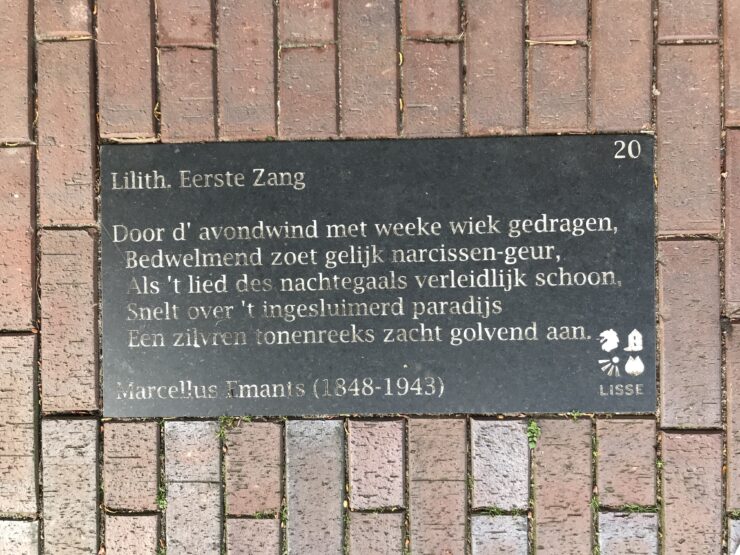 20
Lilith. Eerste Zang
Door d' avondwind met weeke wiek gedragen,
Bedwelmend zoet gelijk narcissen-geur,
Als 't lied des nachtegaals verleidlijk schoon,
Snelt over 't ingesluimerd paradijs
Een zilvren tonenreeks zacht golvend aan.
Marcellus Emants (1848-1943)
LISSE